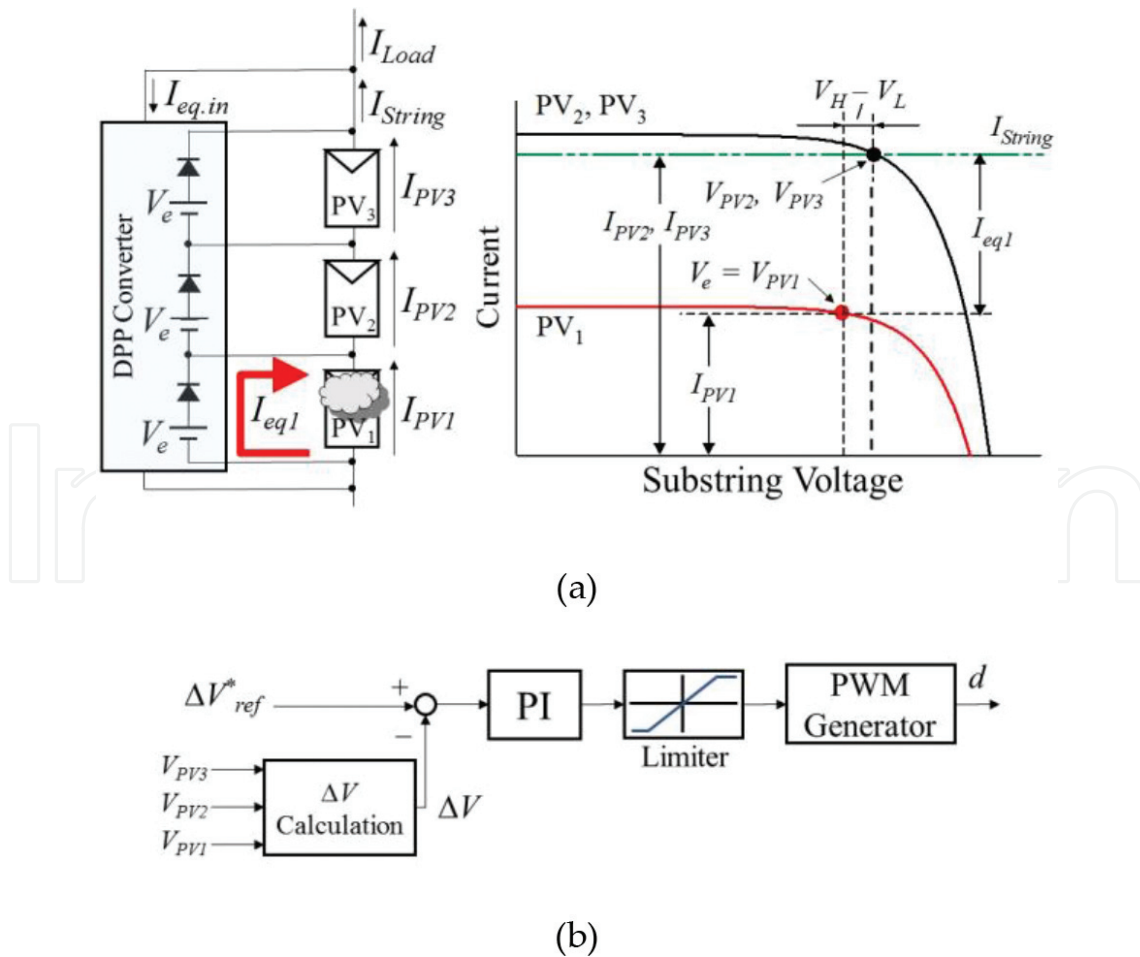 I_Load
I_eq.in
I_String
DPP Converter
V_e
V_e
V_e
PV_3
PV_2
PV_1
I_PV3
I_PV2
I_PV1
I_eq1
V_H − V_L
PV_2, PV_3
I_String
V_PV2, V_PV3
I_PV2, I_PV3
I_eq1
V_e = V_PV1
PV_1
I_PV1
Current
Substring Voltage
(a)
ΔV*_ref
+
−
PI
Limiter
PWM
Generator
d
V_PV3
V_PV2
V_PV1
ΔV
Calculation
ΔV
(b)